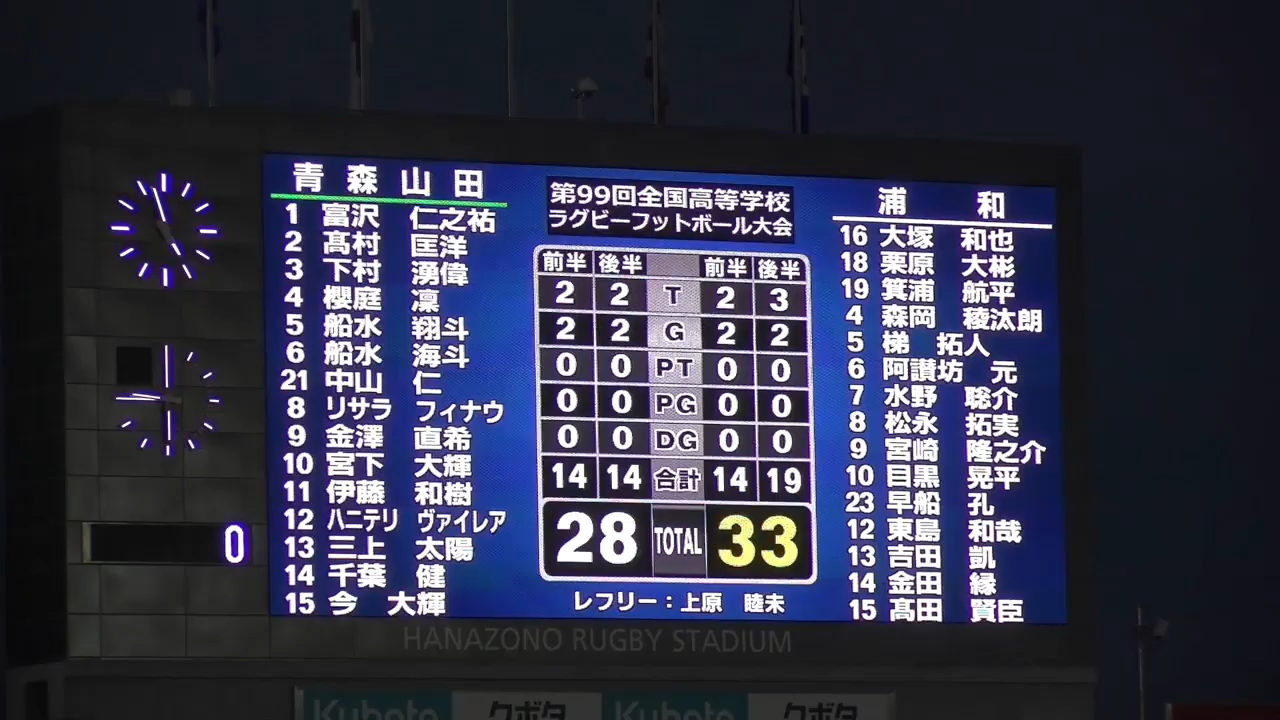 青森山田
1 富沢 仁之祐
2 髙村 匡洋
3 下村 湧偉
4 櫻庭 凜
5 船水 翔斗
6 船水 海斗
21 中山 仁
8 リサラ フィナウ
9 金澤 直希
10 宮下 大輝
11 伊藤 和樹
12 ハニテリ ヴァイレア
13 三上 太陽
14 千葉 健
15 今 大輝
第99回全国高等学校
ラグビーフットボール大会
前半 後半 前半 後半
2 2 T 2 3
2 2 G 2 2
0 0 PT 0 0
0 0 PG 0 0
0 0 DG 0 0
14 14 合計 14 19
28 TOTAL 33
レフリー：上原 睦未
浦和
16 大塚 和也
18 栗原 大彬
19 箕浦 航平
4 森岡 稜汰朗
5 梯 拓人
6 阿讃坊 元
7 水野 聡介
8 松永 拓実
9 宮崎 隆之介
10 目黒 晃平
23 早船 孔
12 東島 和哉
13 吉田 凱
14 金田 縁
15 髙田 賢臣
0
HANAZONO RUGBY STADIUM
Kubota クボタ Kubota クボタ